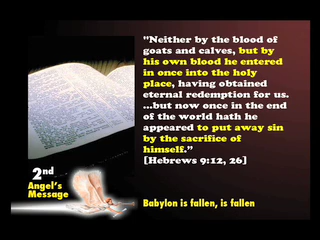 "Neither by the blood of
goats and calves, but by
his own blood he entered
in once into the holy
place, having obtained
eternal redemption for us.
...but now once in the end
of the world hath he
appeared to put away sin
by the sacrifice of
himself."
[Hebrews 9:12, 26]
2nd
Angel's
Message
Babylon is fallen, is fallen